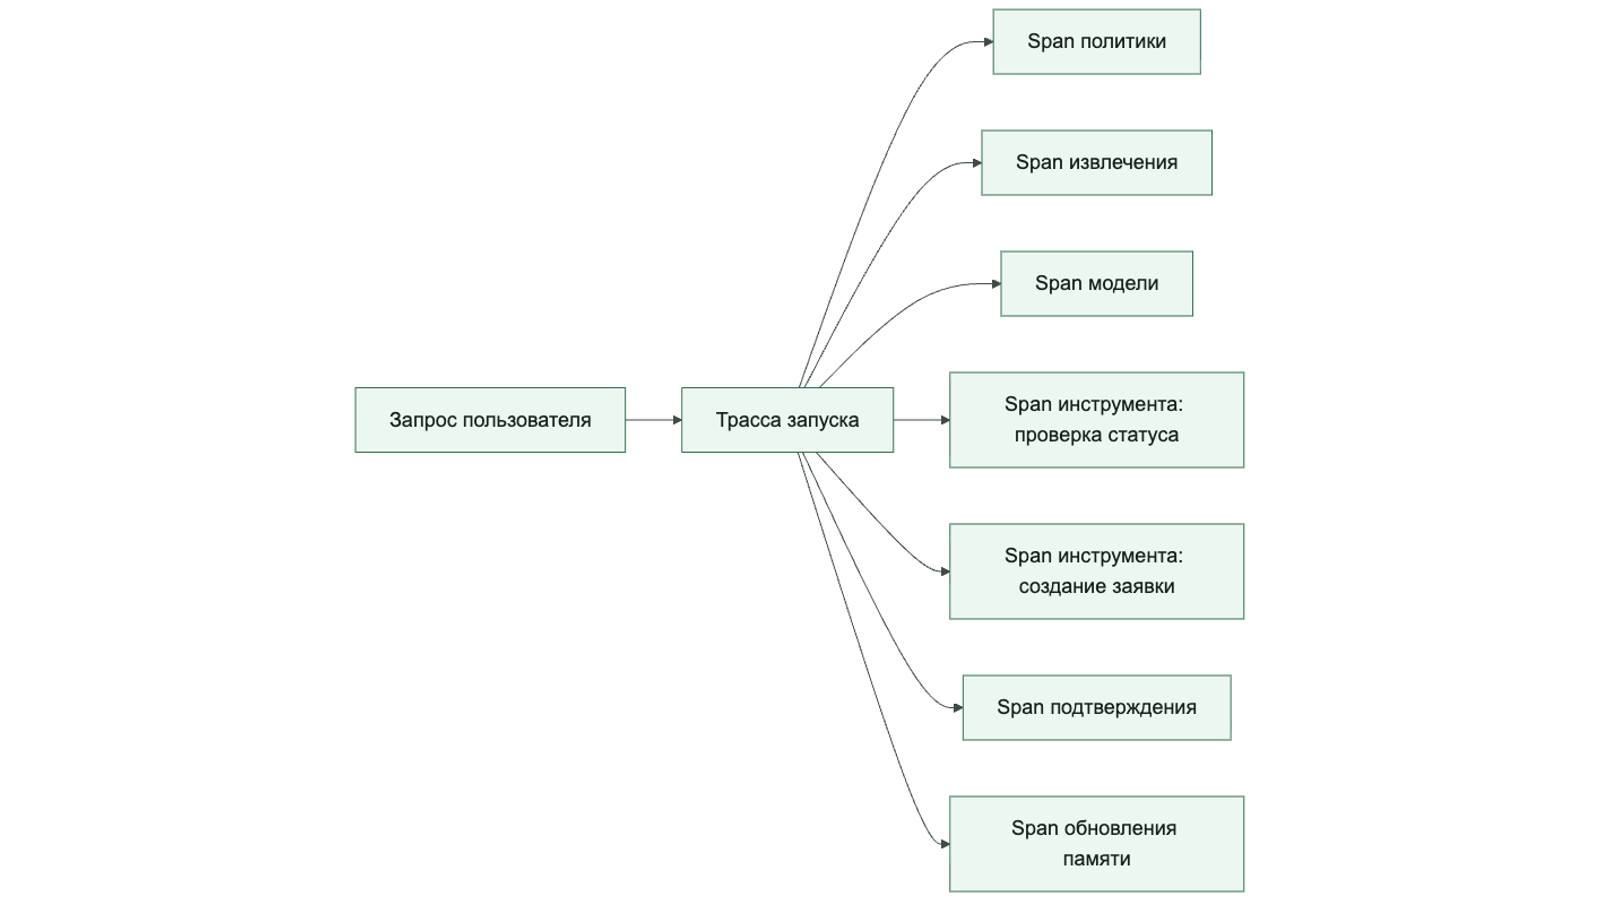 Запрос пользователя
Трасса запуска
Span политики
Span извлечения
Span модели
Span инструмента:
проверка статуса
Span инструмента:
создание заявки
Span подтверждения
Span обновления
памяти